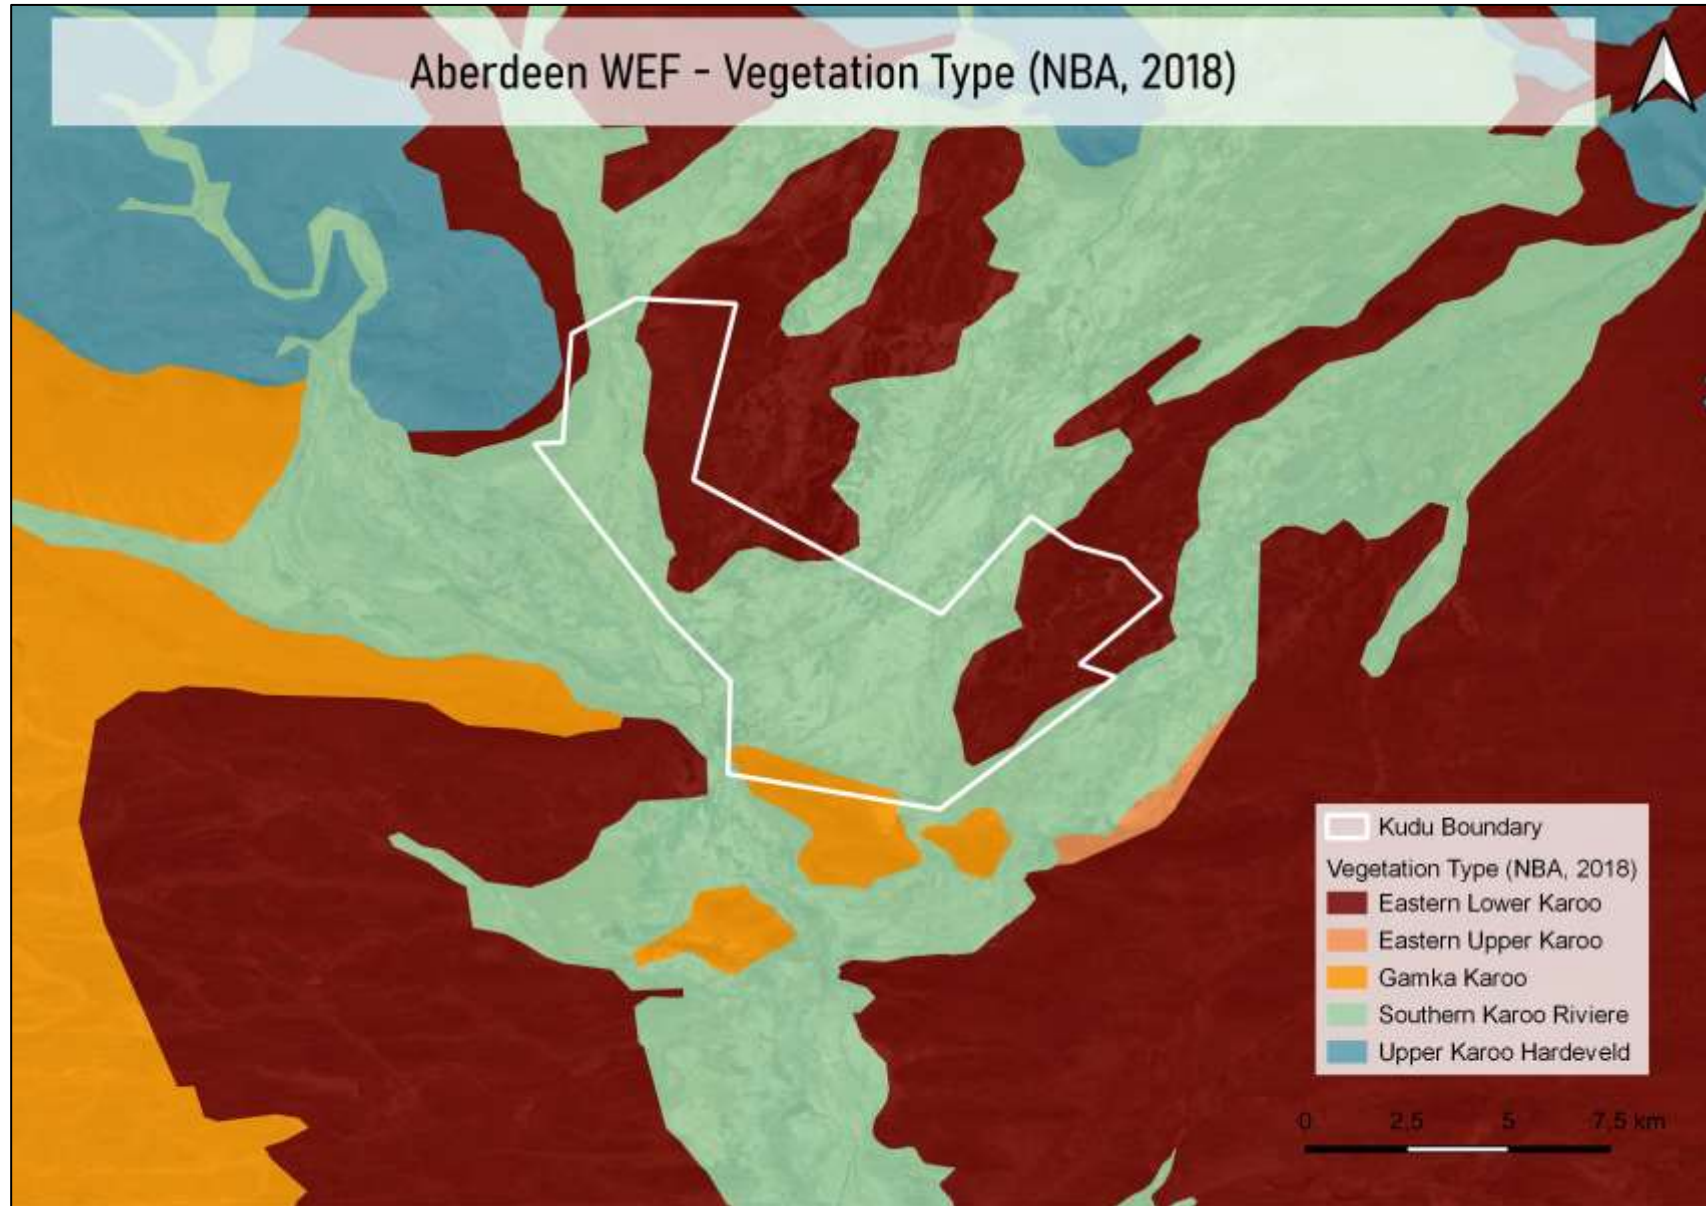 Aberdeen WEF - Vegetation Type (NBA, 2018)
Kudu Boundary
Vegetation Type (NBA, 2018)
Eastern Lower Karoo
Eastern Upper Karoo
Gamka Karoo
Southern Karoo Riviere
Upper Karoo Hardeveld
0 2,5 5 7,5 km